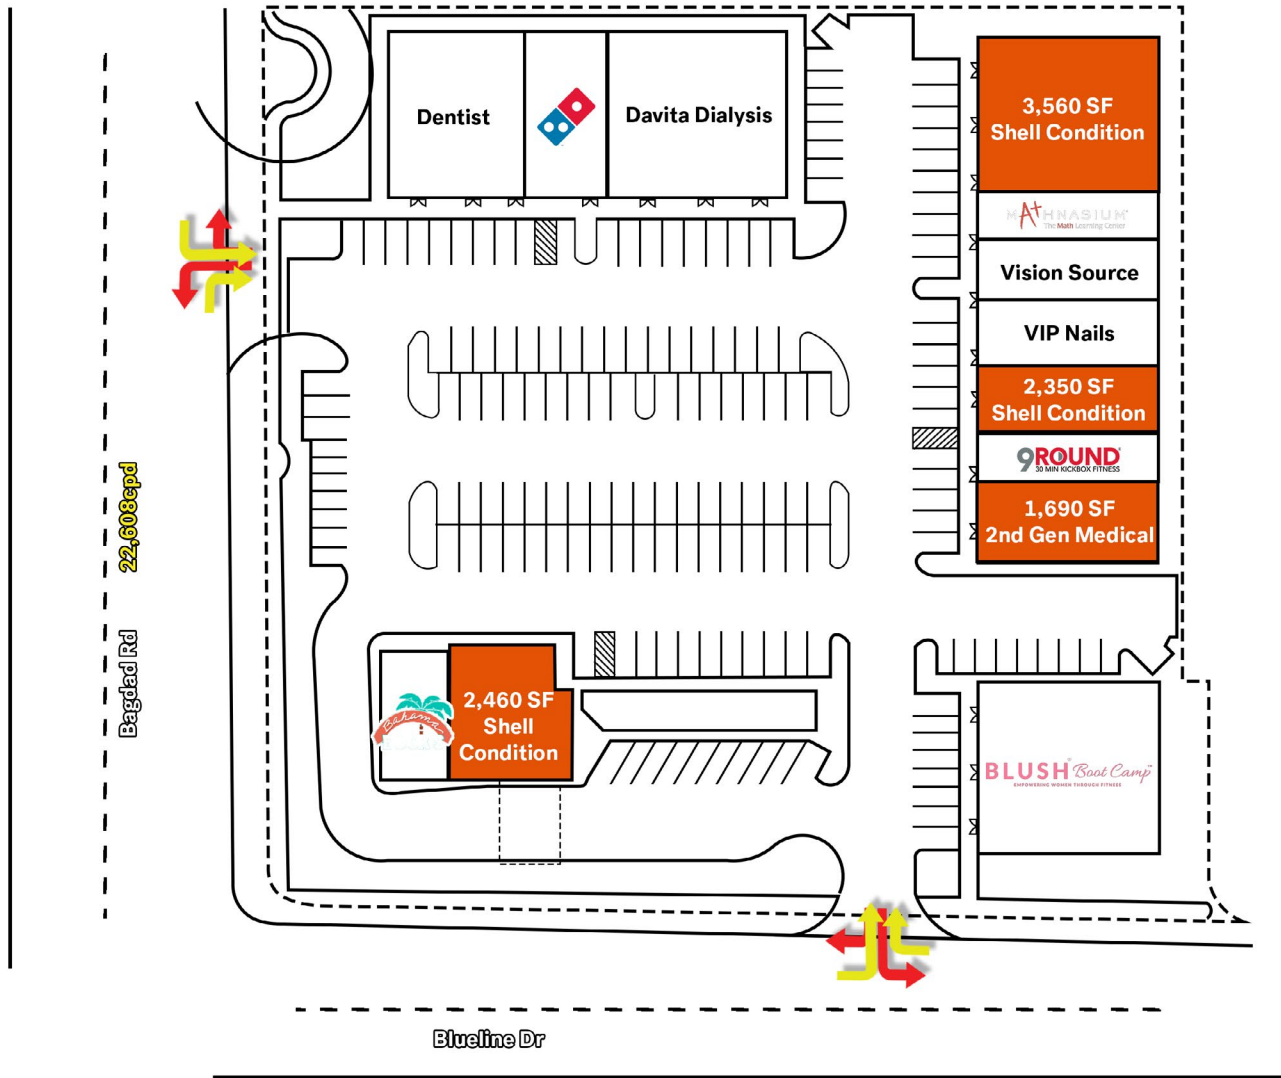 Dentist
Davita Dialysis
3,560 SF
Shell Condition
MATHNASIUM
The Math Learning Center
Vision Source
VIP Nails
2,350 SF
Shell Condition
9ROUND
30 MIN KICKBOX FITNESS
1,690 SF
2nd Gen Medical
22,608cpd
Bagdad Rd
Bahama
2,460 SF
Shell
Condition
BLUSH Boot Camp™
EMPOWERING WOMEN THROUGH FITNESS
Blueline Dr